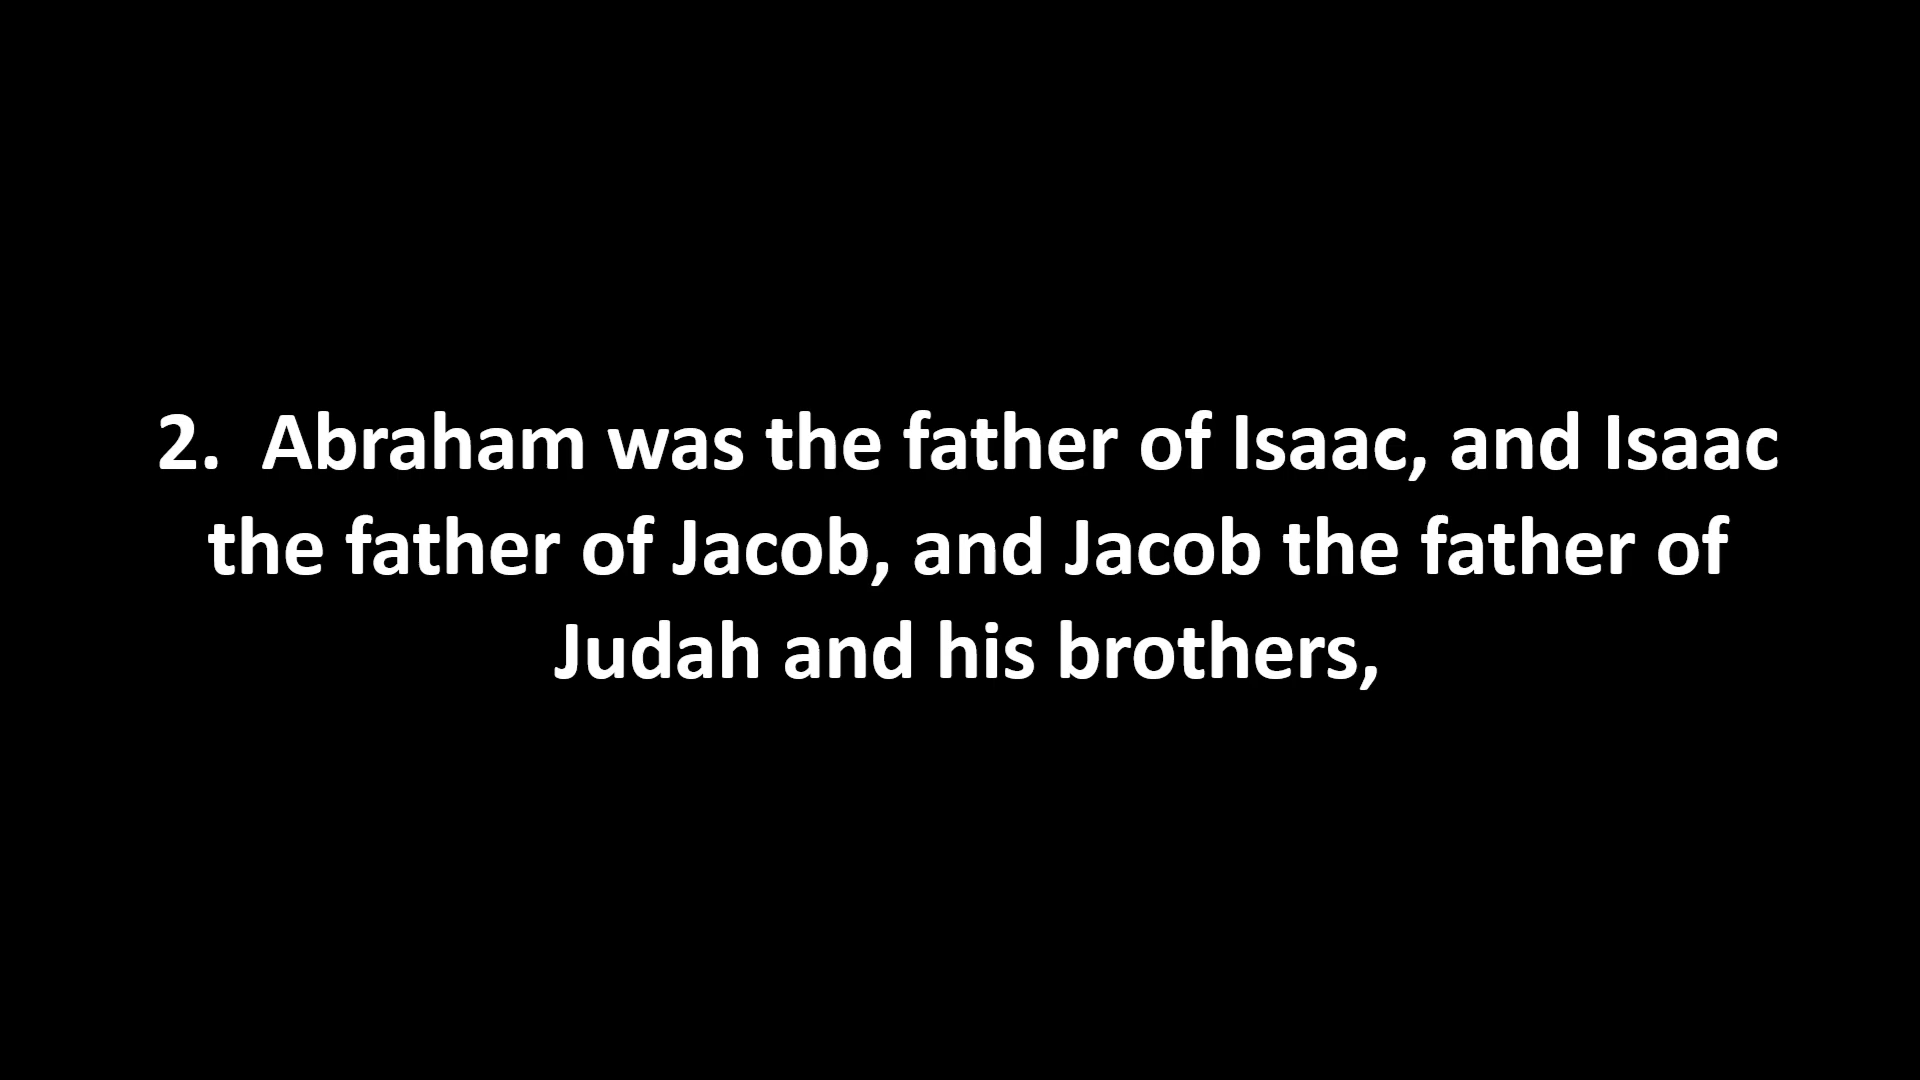 2.  Abraham was the father of Isaac, and Isaac
the father of Jacob, and Jacob the father of
Judah and his brothers,